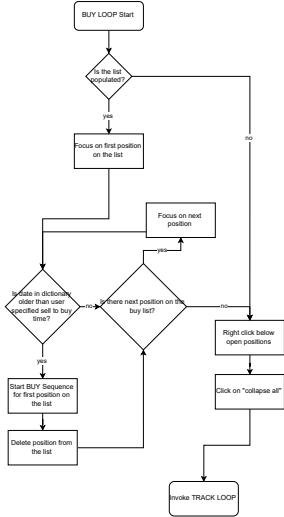 BUY LOOP Start
Is the list
populated?
yes
no
Focus on first position
on the list
Focus on next
position
yes
Is date in dictionary
older than user
specified sell to buy
time?
no
Is there next position on the
buy list?
no
Right click below
open positions
yes
Start BUY Sequence
for first position on
the list
Click on "collapse all"
Delete position from
the list
Invoke TRACK LOOP